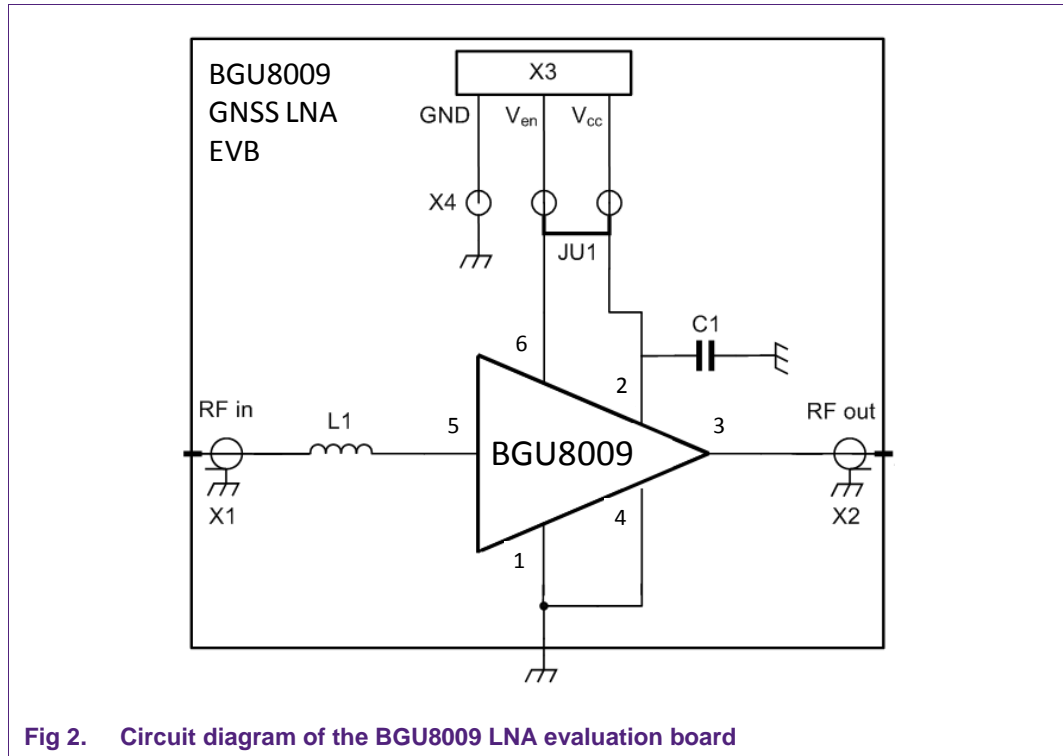 BGU8009
GNSS LNA
EVB
X3
GND
Ven
Vcc
X4
JU1
C1
6
2
RF in
L1
5
BGU8009
3
RF out
X1
4
X2
1
Fig 2. Circuit diagram of the BGU8009 LNA evaluation board